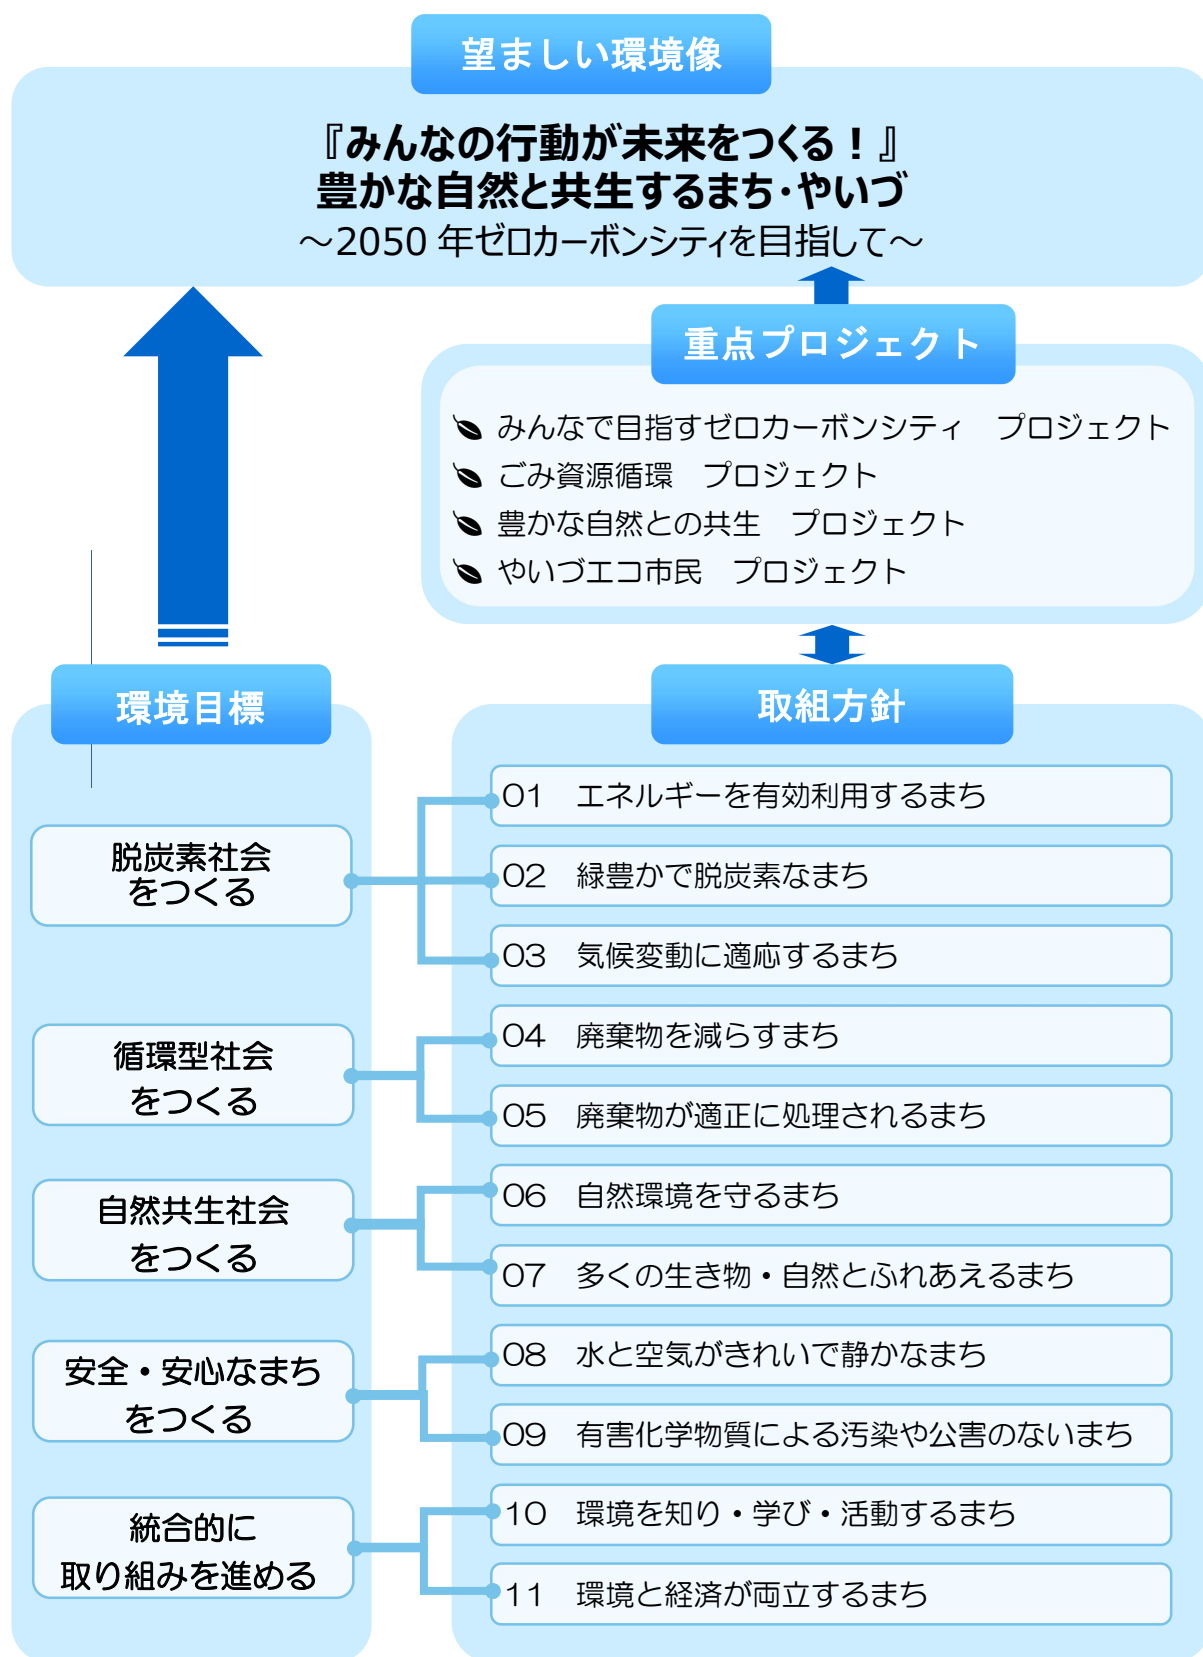 望ましい環境像
『みんなの行動が未来をつくる！』
豊かな自然と共生するまち・やいづ
～2050 年ゼロカーボンシティを目指して～
重点プロジェクト
みんなで目指すゼロカーボンシティ　プロジェクト
ごみ資源循環　プロジェクト
豊かな自然との共生　プロジェクト
やいづエコ市民　プロジェクト
環境目標
脱炭素社会
をつくる
循環型社会
をつくる
自然共生社会
をつくる
安全・安心なまち
をつくる
統合的に
取り組みを進める
取組方針
01　エネルギーを有効利用するまち
02　緑豊かで脱炭素なまち
03　気候変動に適応するまち
04　廃棄物を減らすまち
05　廃棄物が適正に処理されるまち
06　自然環境を守るまち
07　多くの生き物・自然とふれあえるまち
08　水と空気がきれいで静かなまち
09　有害化学物質による汚染や公害のないまち
10　環境を知り・学び・活動するまち
11　環境と経済が両立するまち